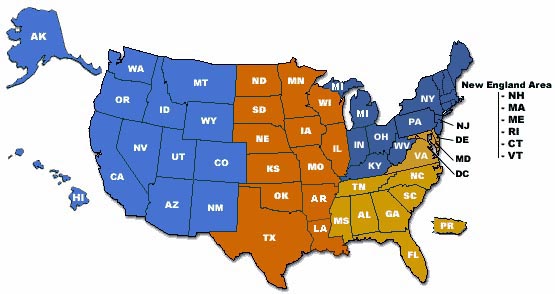 AK
WA
MT
ND
MN
OR
ID
WY
SD
WI
MI
MI
NY
New England Area
- NH
- MA
- ME
- RI
- CT
- VT
NV
UT
CO
NE
IA
IL
IN
OH
PA
NJ
DE
MD
DC
WV
VA
KY
CA
AZ
NM
KS
MO
OK
AR
TN
NC
SC
MS
AL
GA
TX
LA
FL
HI
PR